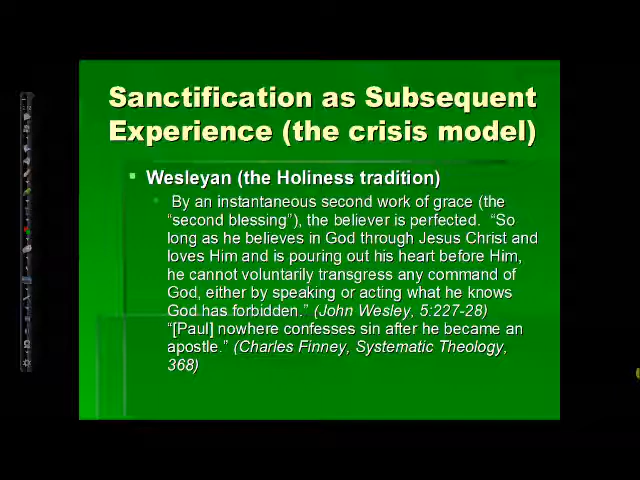 Sanctification as Subsequent
Experience (the crisis model)
Wesleyan (the Holiness tradition)
By an instantaneous second work of grace (the
“second blessing”), the believer is perfected.  “So
long as he believes in God through Jesus Christ and
loves Him and is pouring out his heart before Him,
he cannot voluntarily transgress any command of
God, either by speaking or acting what he knows
God has forbidden.” (John Wesley, 5:227-28)
“[Paul] nowhere confesses sin after he became an
apostle.” (Charles Finney, Systematic Theology,
368)